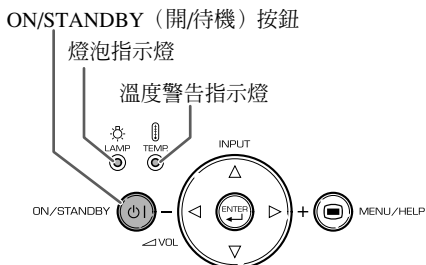 ON/STANDBY（開/待機）按鈕
燈泡指示燈
溫度警告指示燈
LAMP TEMP. INPUT
ON/STANDBY – ENTER + MENU/HELP
VOL